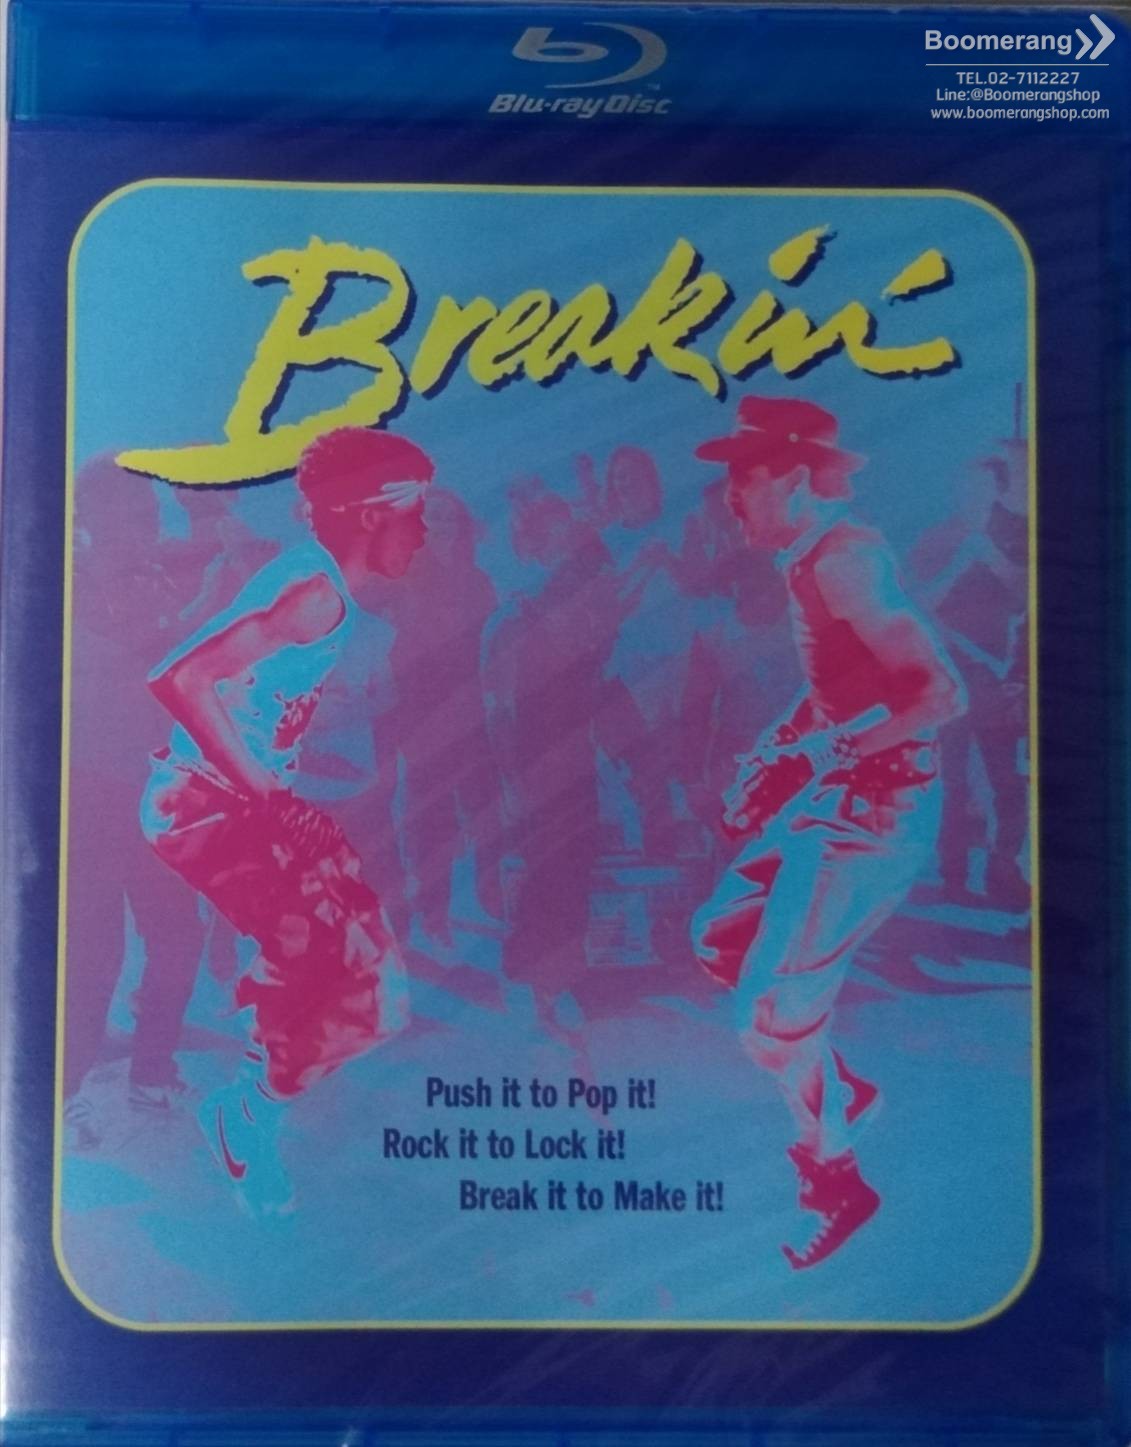 Boomerang
TEL.02-7112227
Line:@Boomerangshop
www.boomerangshop.com
Blu-ray Disc
TM
Breakin'
Push it to Pop it!
Rock it to Lock it!
Break it to Make it!